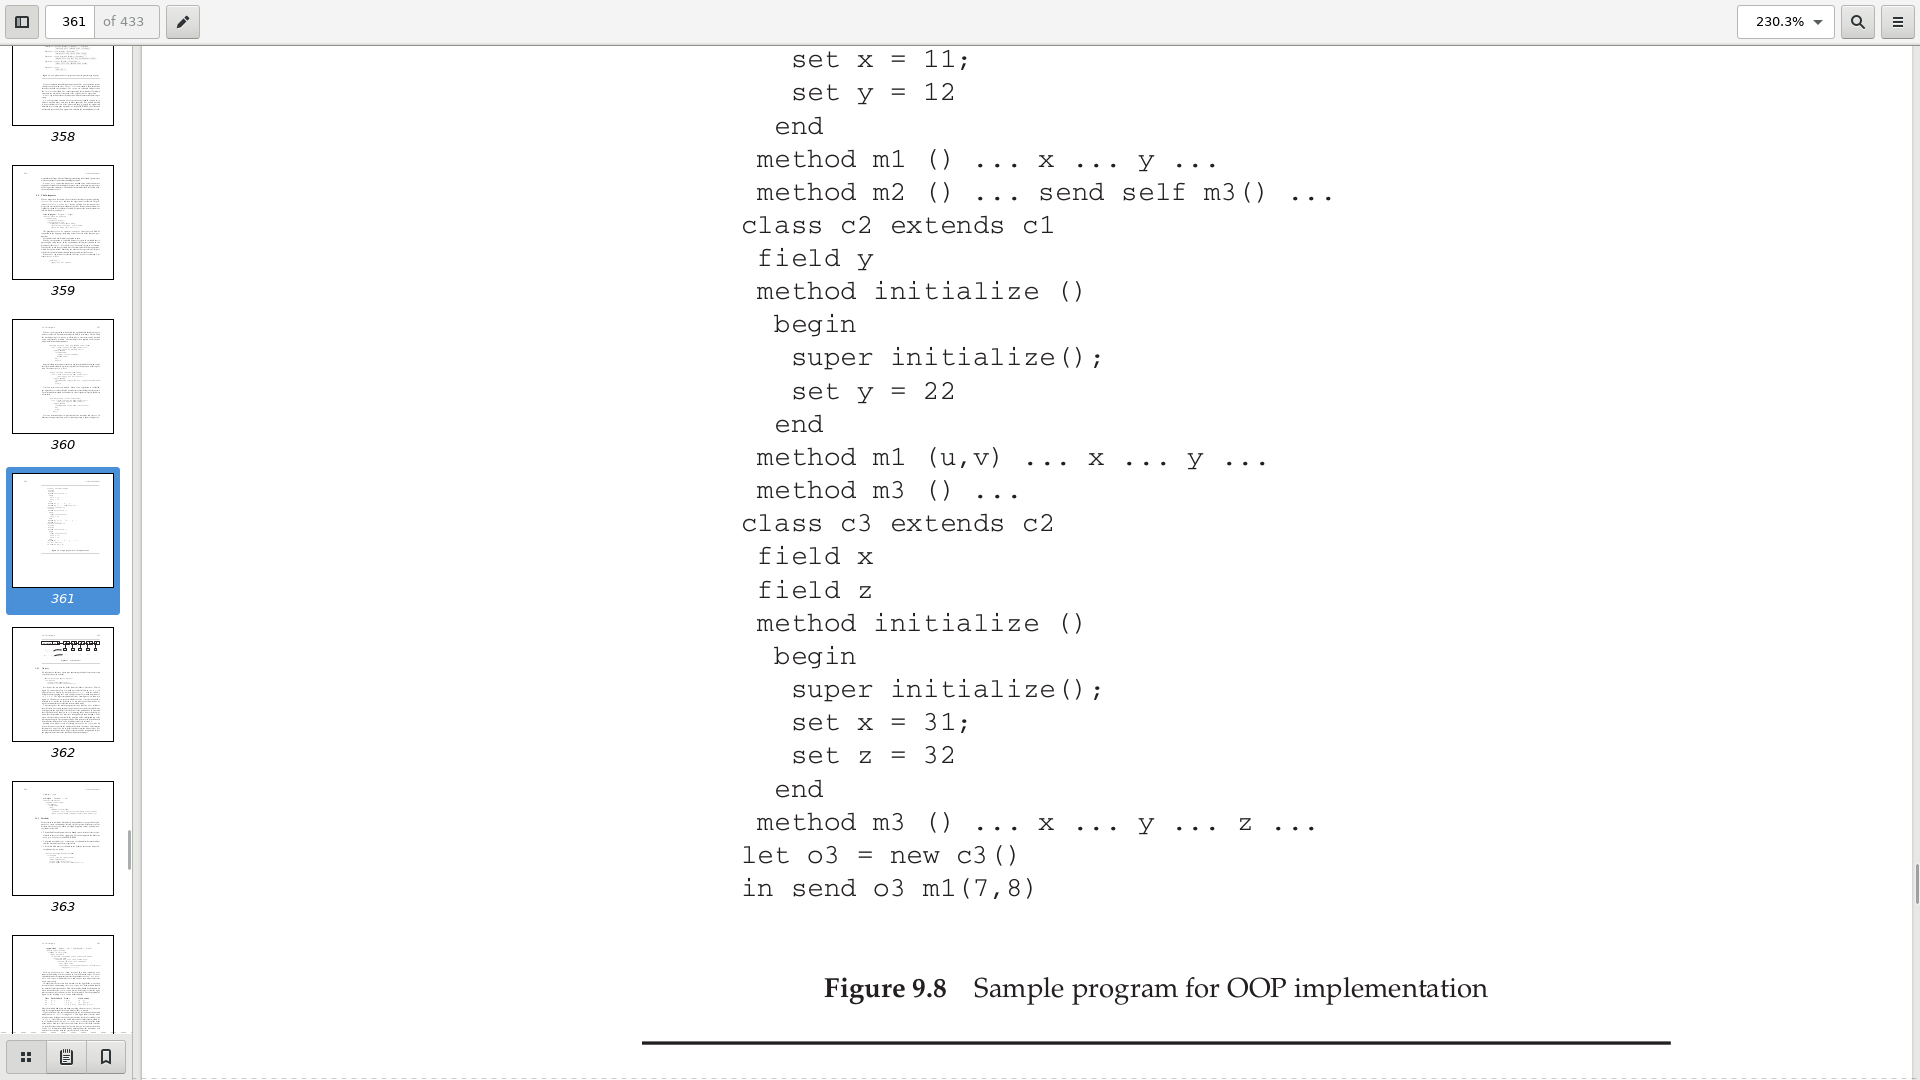 361 of 433 230.3%
358
359
360
361
362
363
set x = 11;
set y = 12
end
method m1 () ... x ... y ...
method m2 () ... send self m3() ...
class c2 extends c1
field y
method initialize ()
begin
super initialize();
set y = 22
end
method m1 (u,v) ... x ... y ...
method m3 () ...
class c3 extends c2
field x
field z
method initialize ()
begin
super initialize();
set x = 31;
set z = 32
end
method m3 () ... x ... y ... z ...
let o3 = new c3()
in send o3 m1(7,8)
Figure 9.8 Sample program for OOP implementation